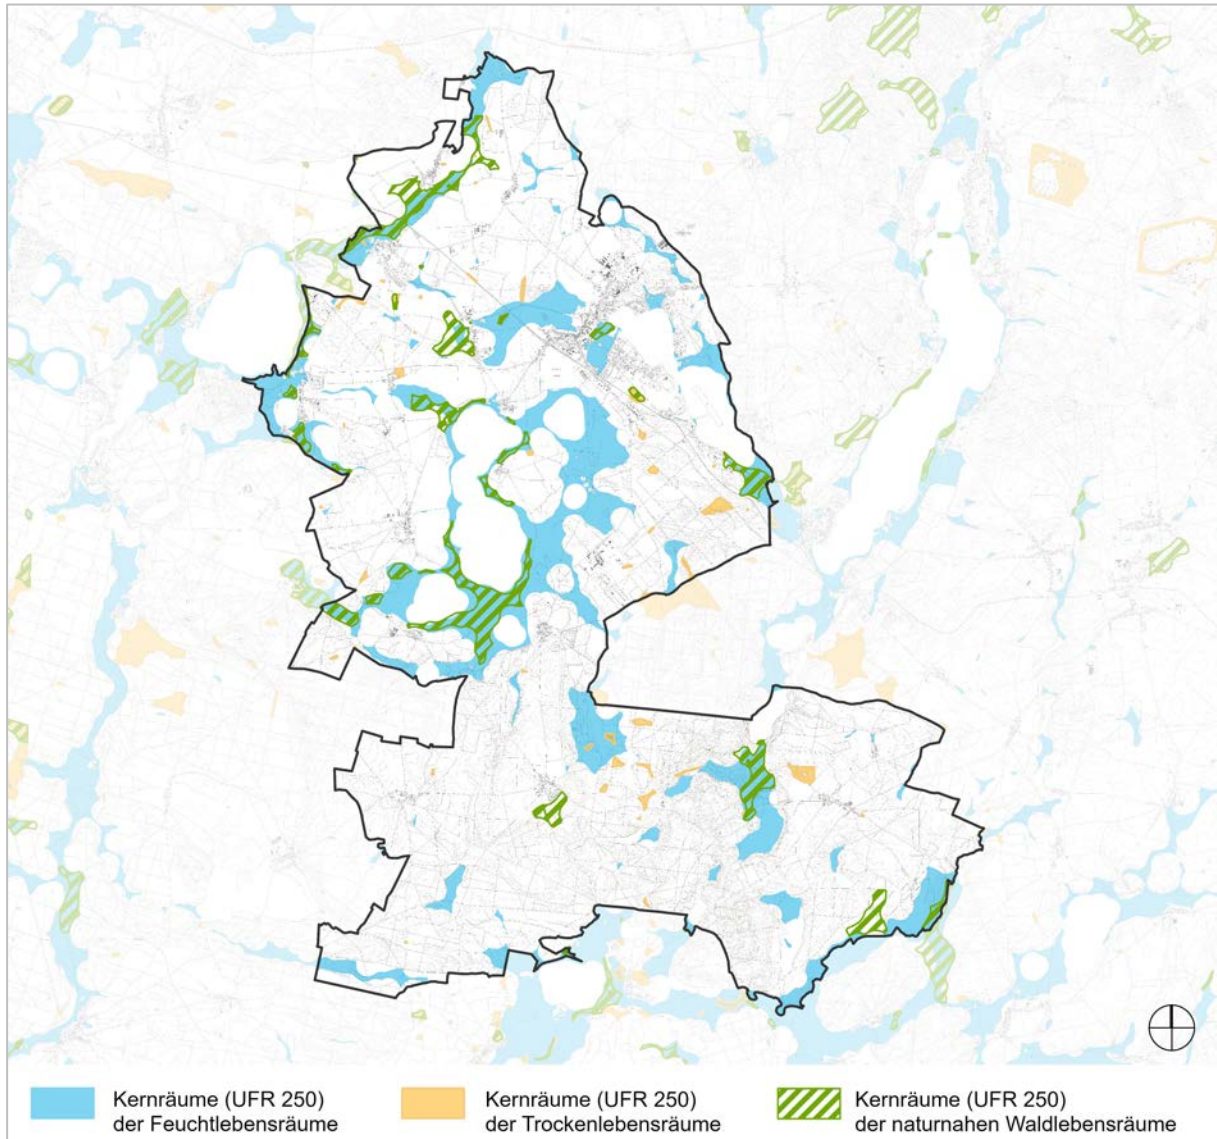 Kernräume (UFR 250)
der Feuchtlebensräume
Kernräume (UFR 250)
der Trockenlebensräume
Kernräume (UFR 250)
der naturnahen Waldlebensräume